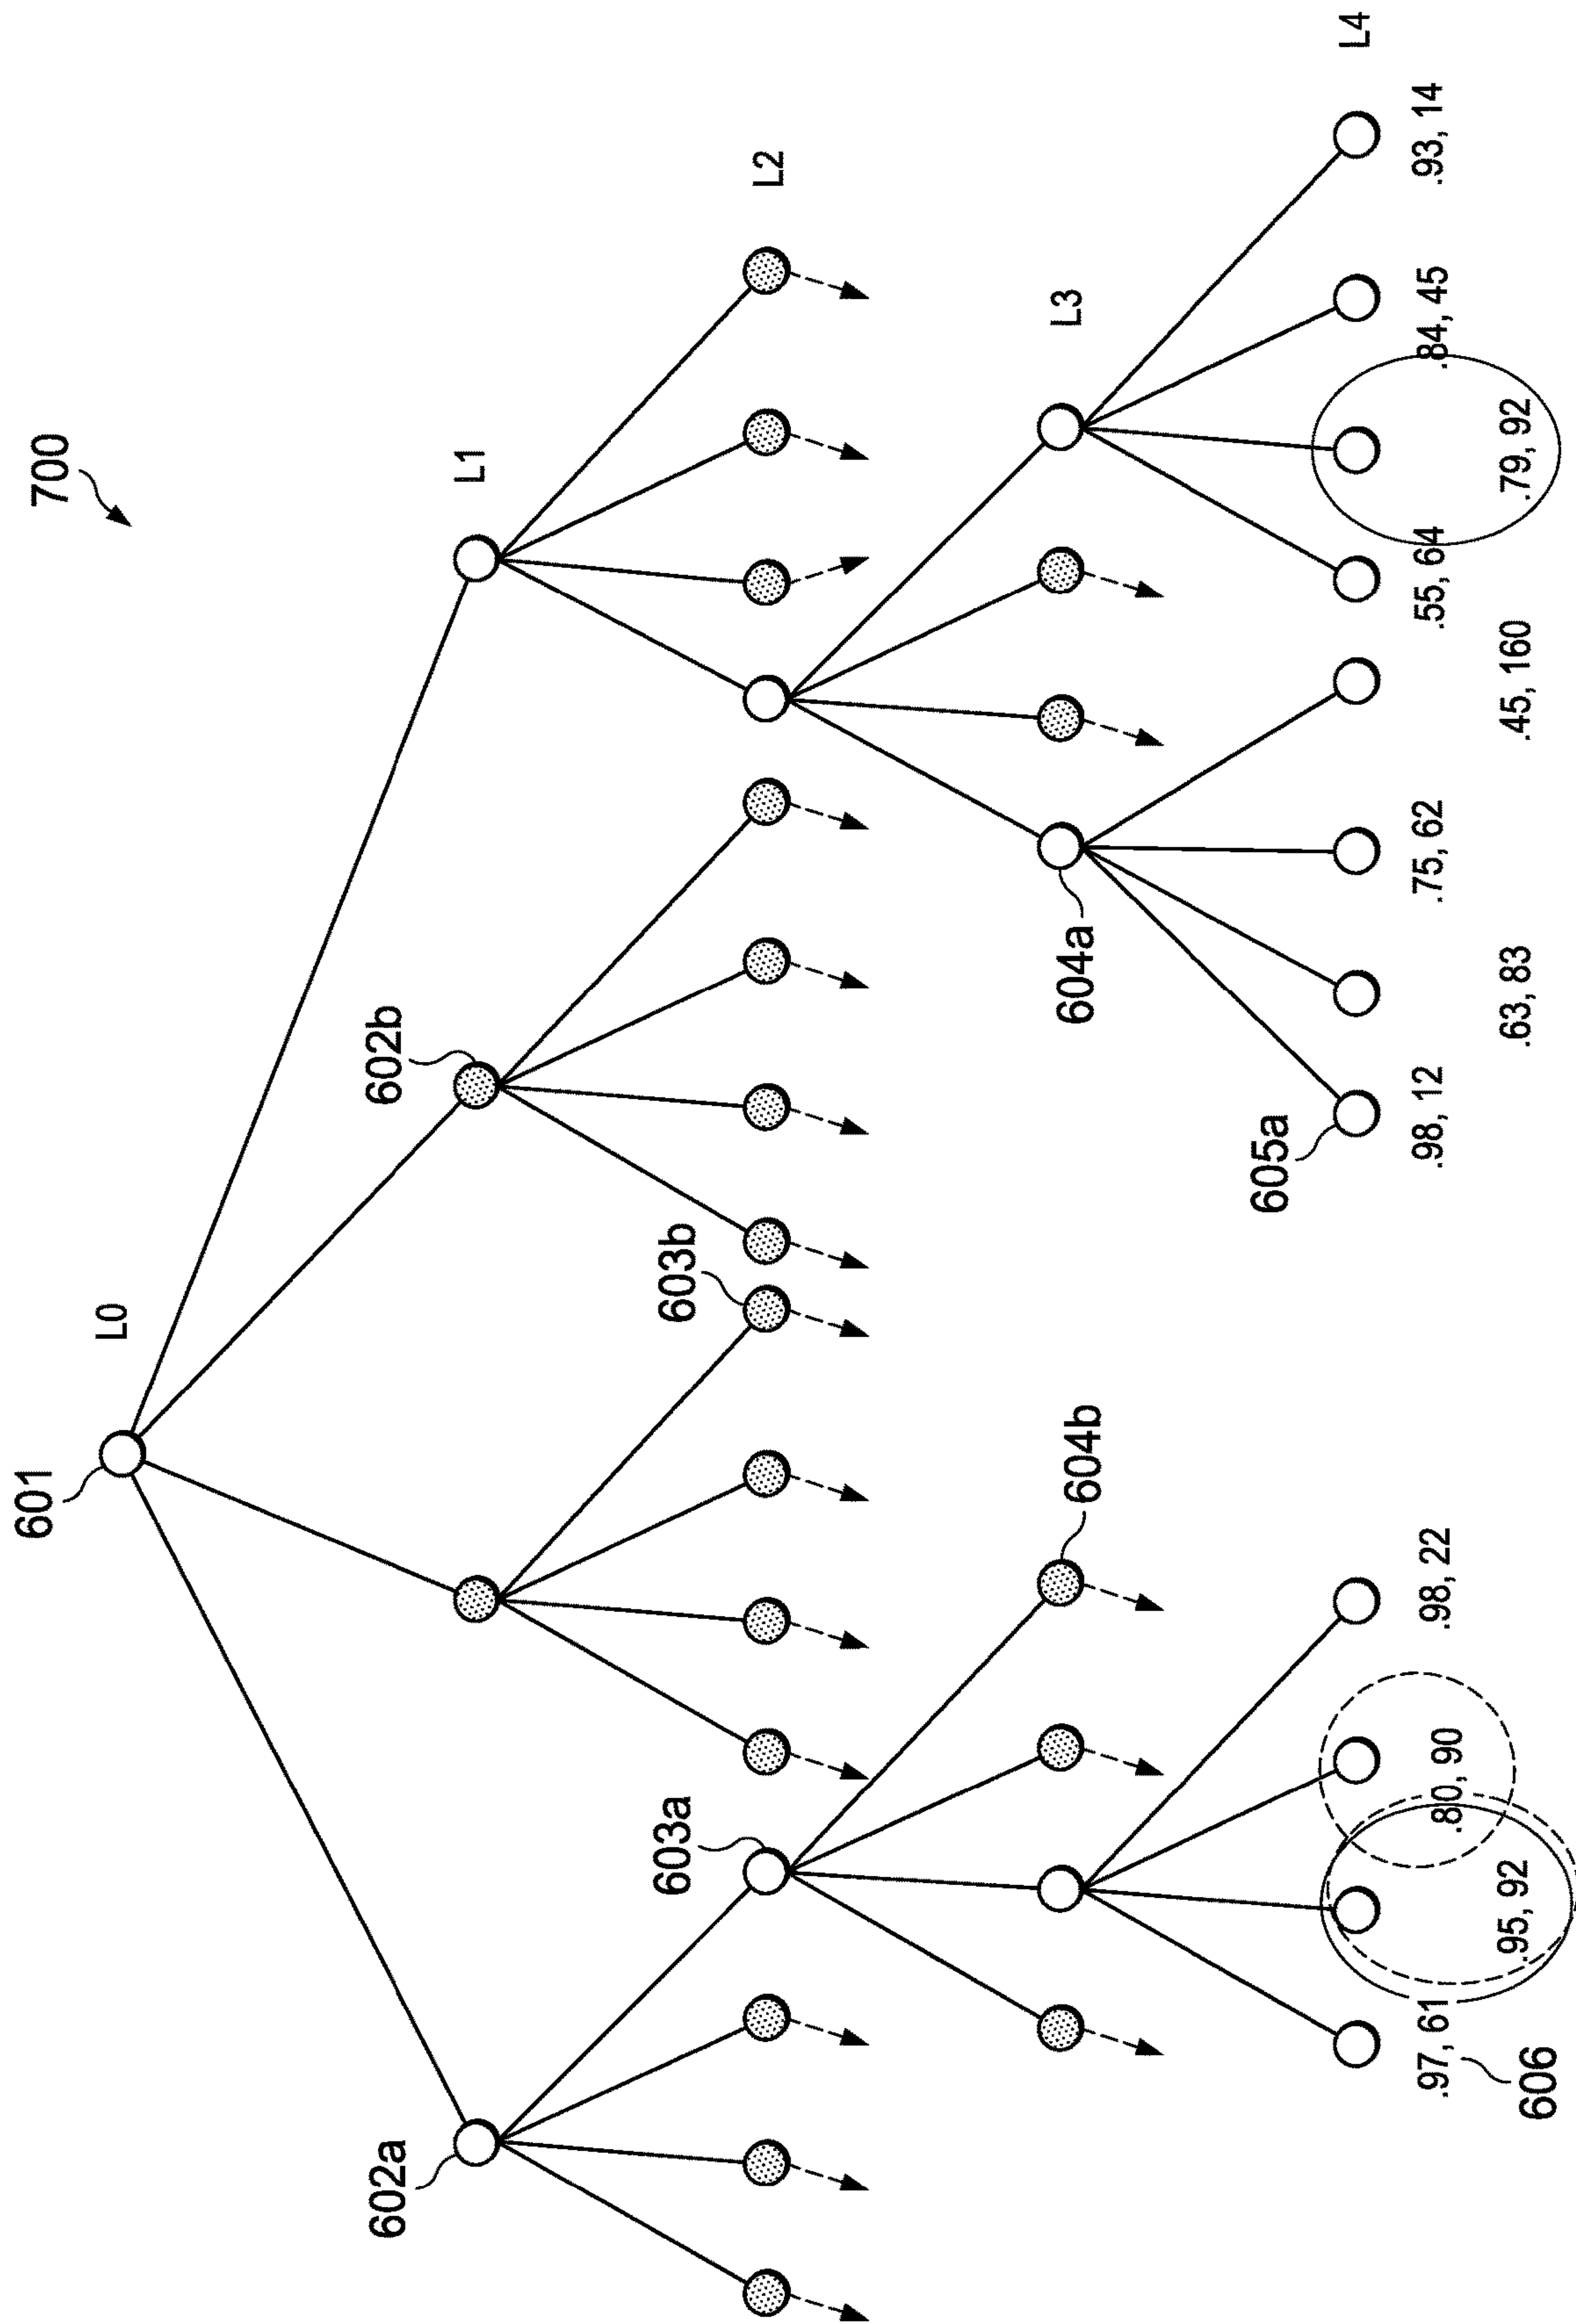 700
601
L0
L1
602a
602b
L2
603a
603b
L3
604b
604a
605a
L4
.97, 61
.95, 92
.80, 90
.98, 22
.98, 12
.63, 83
.75, 62
.45, 160
.55, 64
.79, 92
.84, 45
.93, 14
606